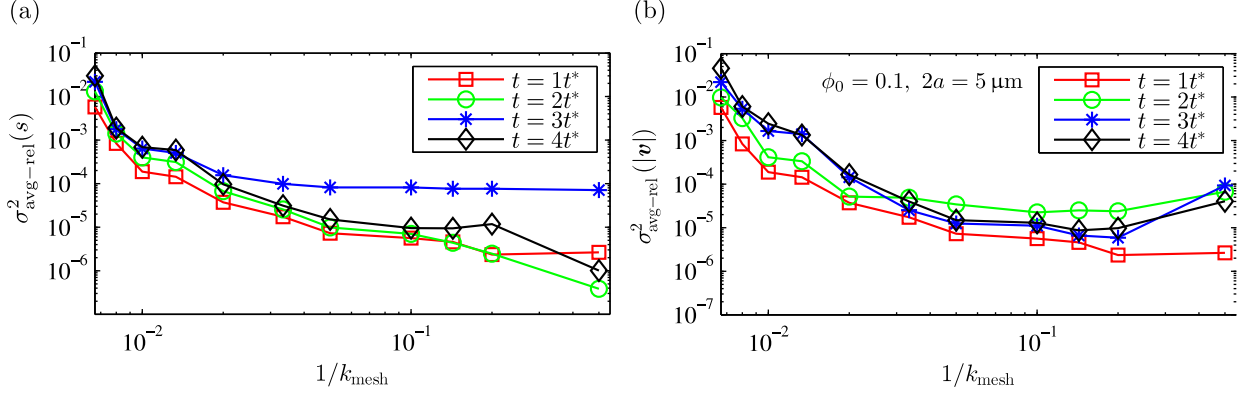 (a)
10⁻¹
10⁻²
10⁻³
10⁻⁴
10⁻⁵
10⁻⁶
σ²avg−rel(s)
t = 1t*
t = 2t*
t = 3t*
t = 4t*
10⁻² 10⁻¹
1/kmesh
(b)
10⁻¹
10⁻²
10⁻³
10⁻⁴
10⁻⁵
10⁻⁶
10⁻⁷
σ²avg−rel(|v|)
ϕ₀ = 0.1, 2a = 5 µm
t = 1t*
t = 2t*
t = 3t*
t = 4t*
10⁻² 10⁻¹
1/kmesh